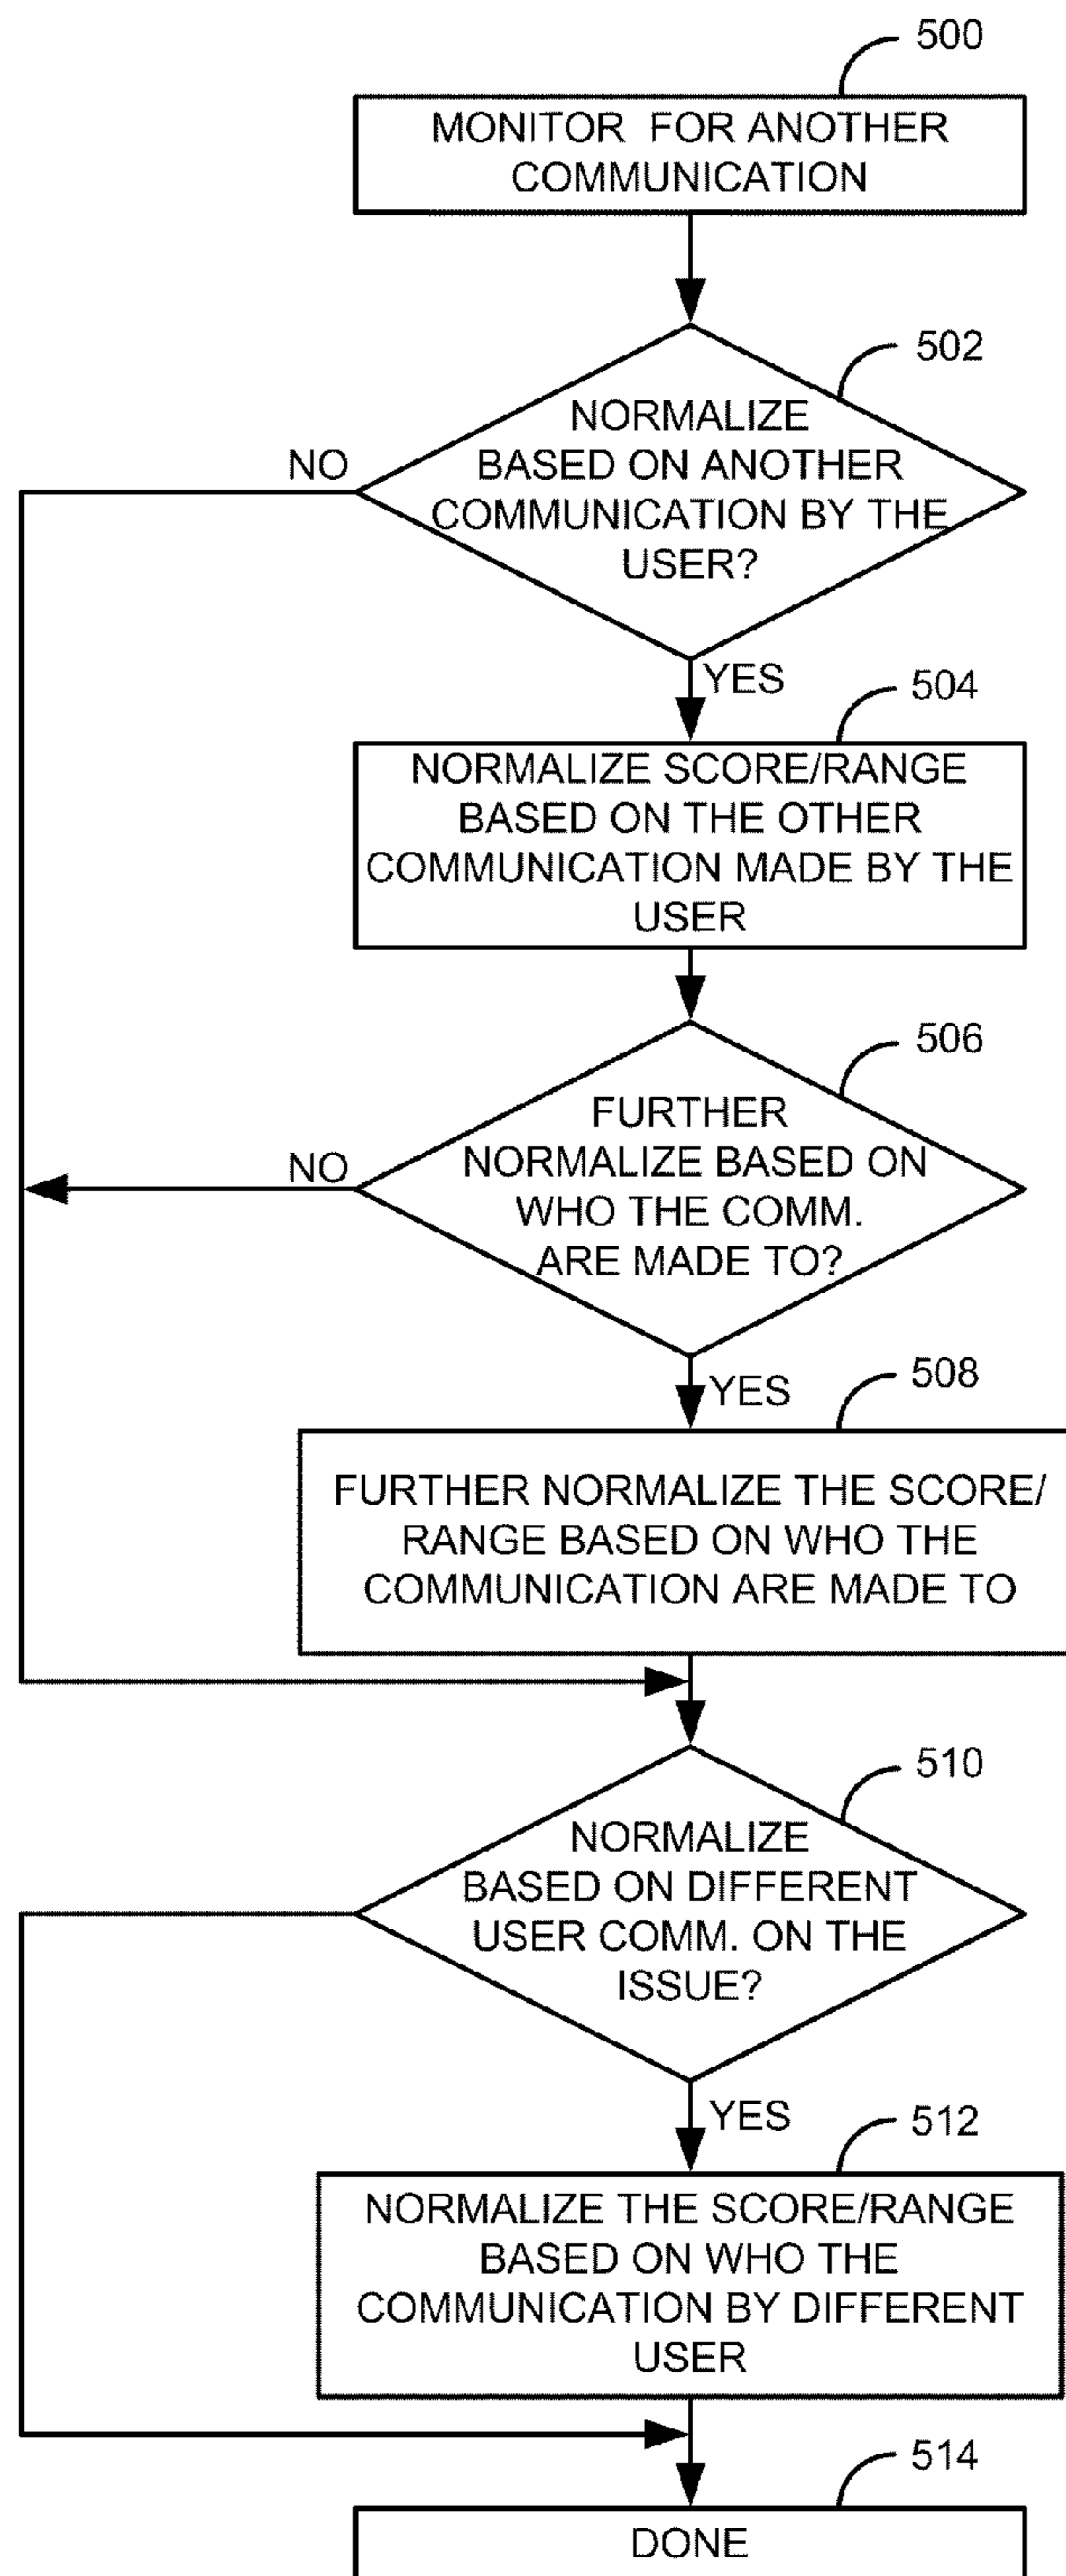 500
MONITOR FOR ANOTHER
COMMUNICATION
502
NORMALIZE
BASED ON ANOTHER
COMMUNICATION BY THE
USER?
NO
YES
504
NORMALIZE SCORE/RANGE
BASED ON THE OTHER
COMMUNICATION MADE BY THE
USER
506
FURTHER
NORMALIZE BASED ON
WHO THE COMM.
ARE MADE TO?
NO
YES
508
FURTHER NORMALIZE THE SCORE/
RANGE BASED ON WHO THE
COMMUNICATION ARE MADE TO
510
NORMALIZE
BASED ON DIFFERENT
USER COMM. ON THE
ISSUE?
YES
512
NORMALIZE THE SCORE/RANGE
BASED ON WHO THE
COMMUNICATION BY DIFFERENT
USER
514
DONE